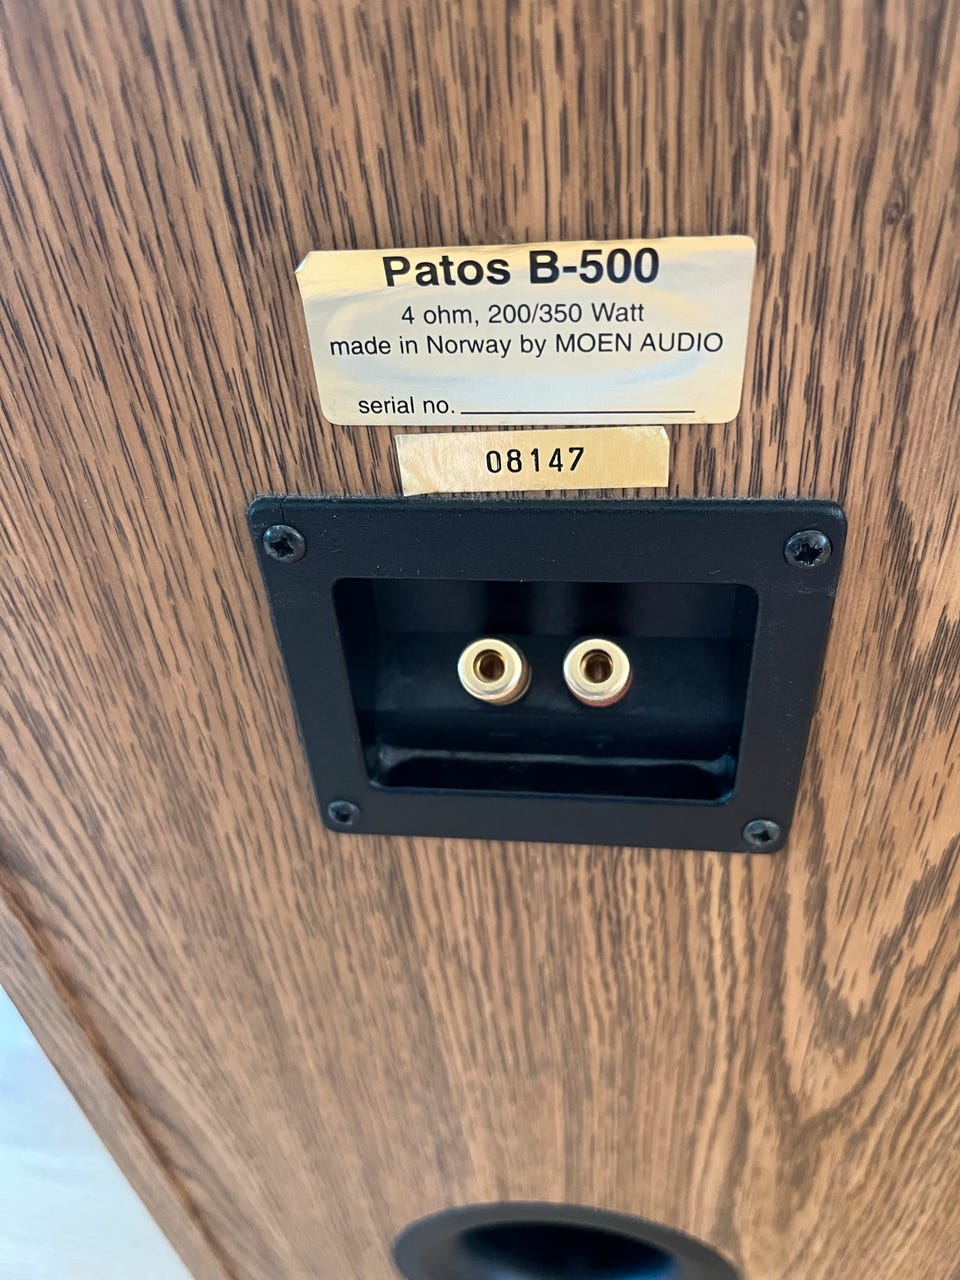 Patos B-500
4 ohm, 200/350 Watt
made in Norway by MOEN AUDIO
serial no.
08147